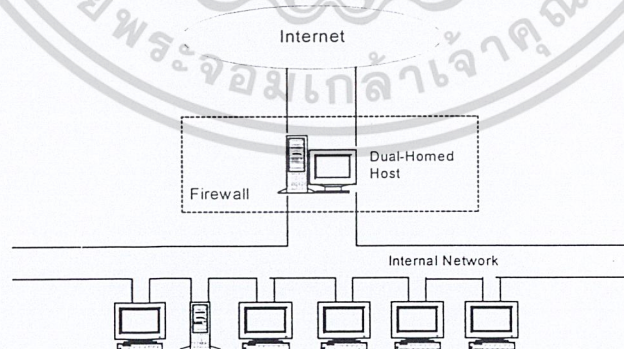 Internet
ยพระจอมเกล้าเจ้าคุณ
Dual-Homed
Host
Firewall
Internal Network